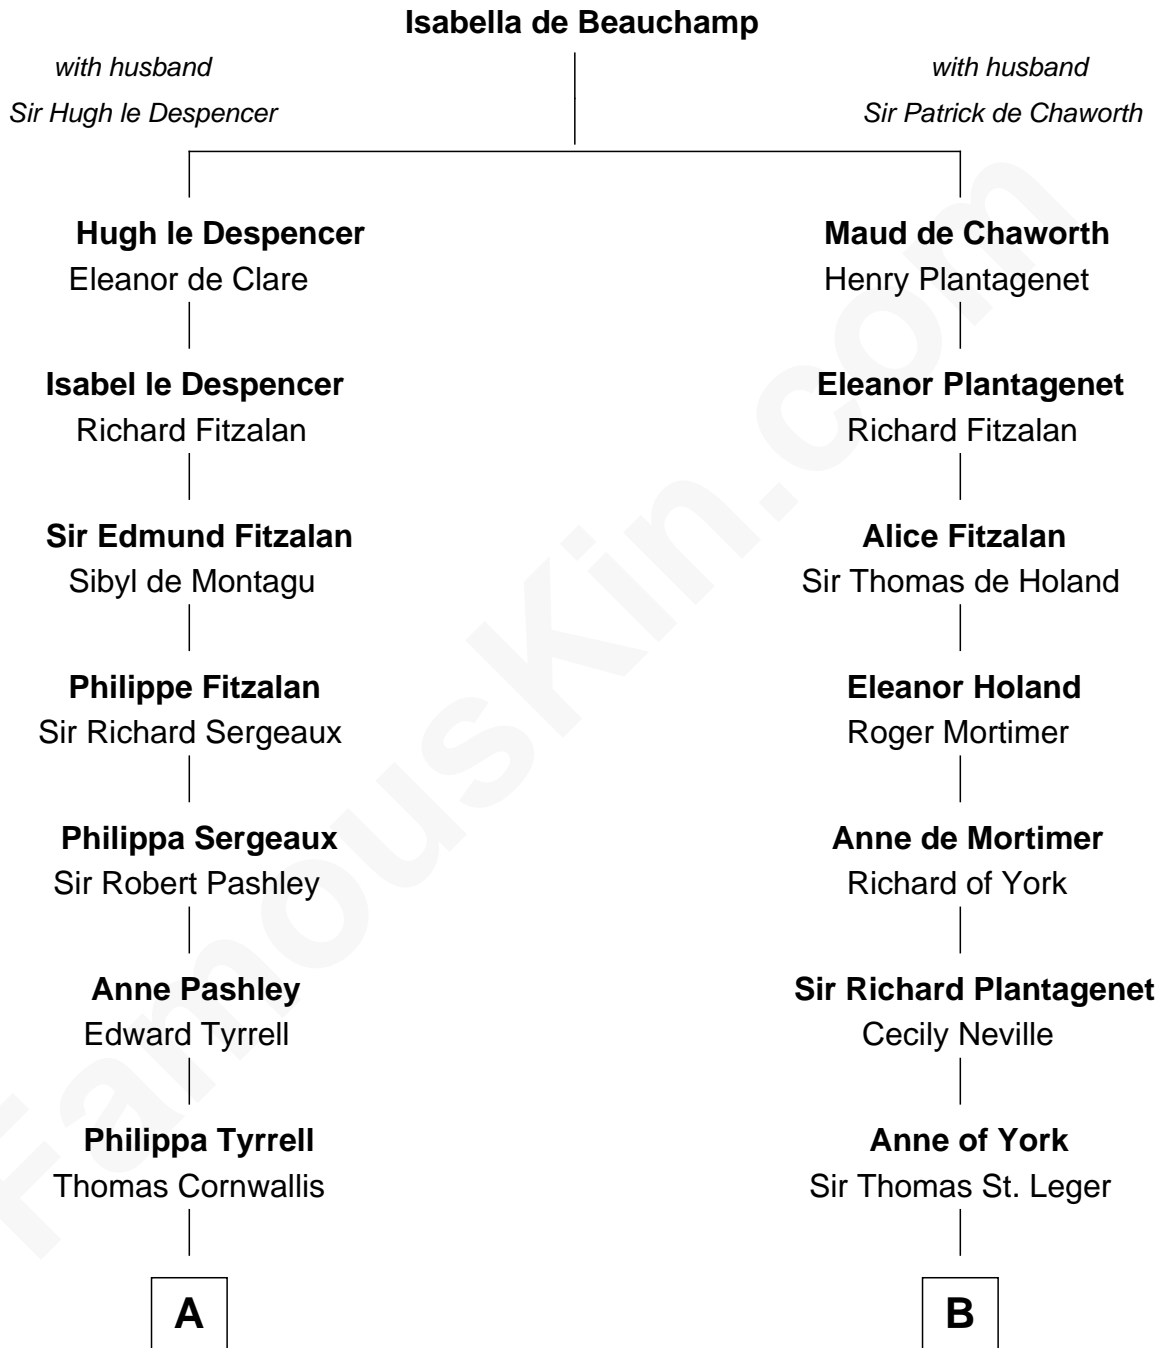 Isabella de Beauchamp
with husband
Sir Hugh le Despencer
with husband
Sir Patrick de Chaworth
Hugh le Despencer
Eleanor de Clare
Maud de Chaworth
Henry Plantagenet
Isabel le Despencer
Richard Fitzalan
Eleanor Plantagenet
Richard Fitzalan
Sir Edmund Fitzalan
Sibyl de Montagu
Alice Fitzalan
Sir Thomas de Holand
Philippe Fitzalan
Sir Richard Sergeaux
Eleanor Holand
Roger Mortimer
Philippa Sergeaux
Sir Robert Pashley
Anne de Mortimer
Richard of York
Anne Pashley
Edward Tyrrell
Sir Richard Plantagenet
Cecily Neville
Philippa Tyrrell
Thomas Cornwallis
Anne of York
Sir Thomas St. Leger
A
B
FamousKin.com